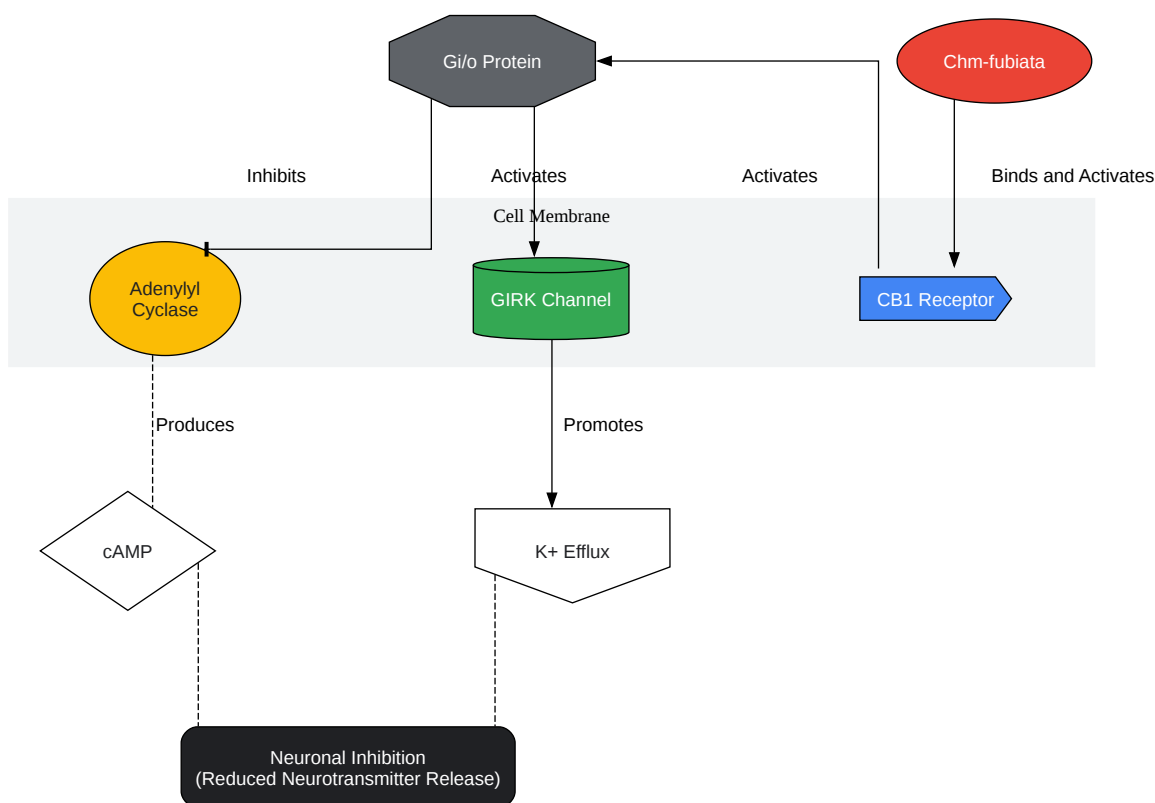 Gi/o Protein
Chm-fubiata
Inhibits
Activates
Activates
Binds and Activates
Cell Membrane
Adenylyl
Cyclase
GIRK Channel
CB1 Receptor
Produces
Promotes
cAMP
K+ Efflux
Neuronal Inhibition
(Reduced Neurotransmitter Release)